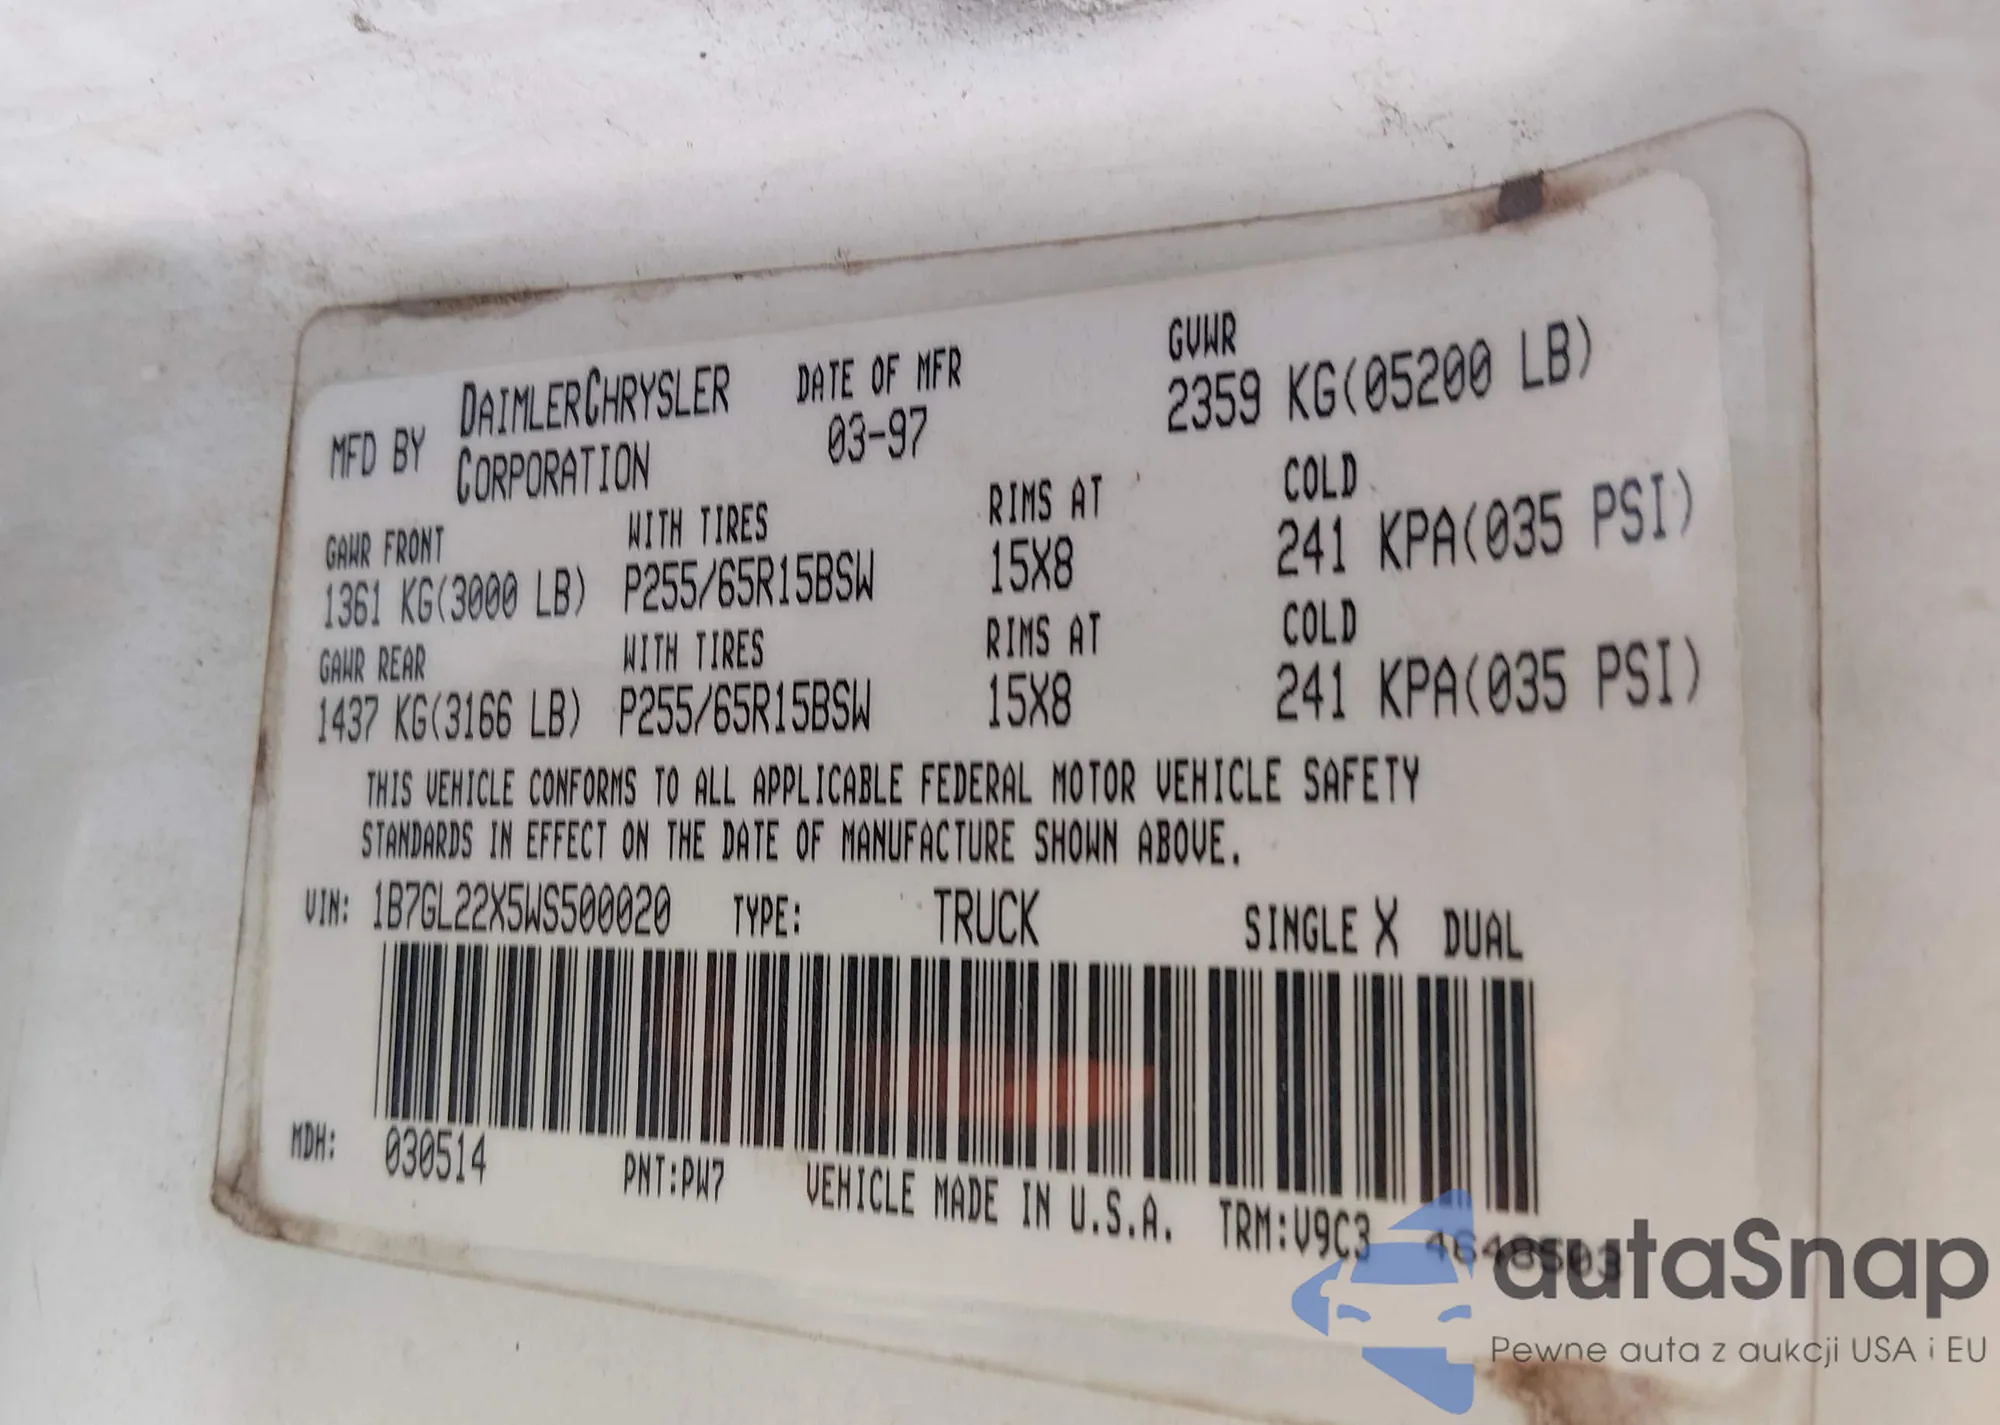 MFD BY DAIMLERCHRYSLER CORPORATION DATE OF MFR 03-97 GVWR 2359 KG(05200 LB)
GAWR FRONT WITH TIRES RIMS AT COLD
1361 KG(3000 LB) P255/65R15BSW 15X8 241 KPA(035 PSI)
GAWR REAR WITH TIRES RIMS AT COLD
1437 KG(3166 LB) P255/65R15BSW 15X8 241 KPA(035 PSI)
THIS VEHICLE CONFORMS TO ALL APPLICABLE FEDERAL MOTOR VEHICLE SAFETY
STANDARDS IN EFFECT ON THE DATE OF MANUFACTURE SHOWN ABOVE.
VIN: 1B7GL22X5WS500020 TYPE: TRUCK SINGLE X DUAL
MDH: 030514 PNT:PW7 VEHICLE MADE IN U.S.A. TRM:V9C3 4648503
autaSnap
Pewne auta z aukcji USA i EU